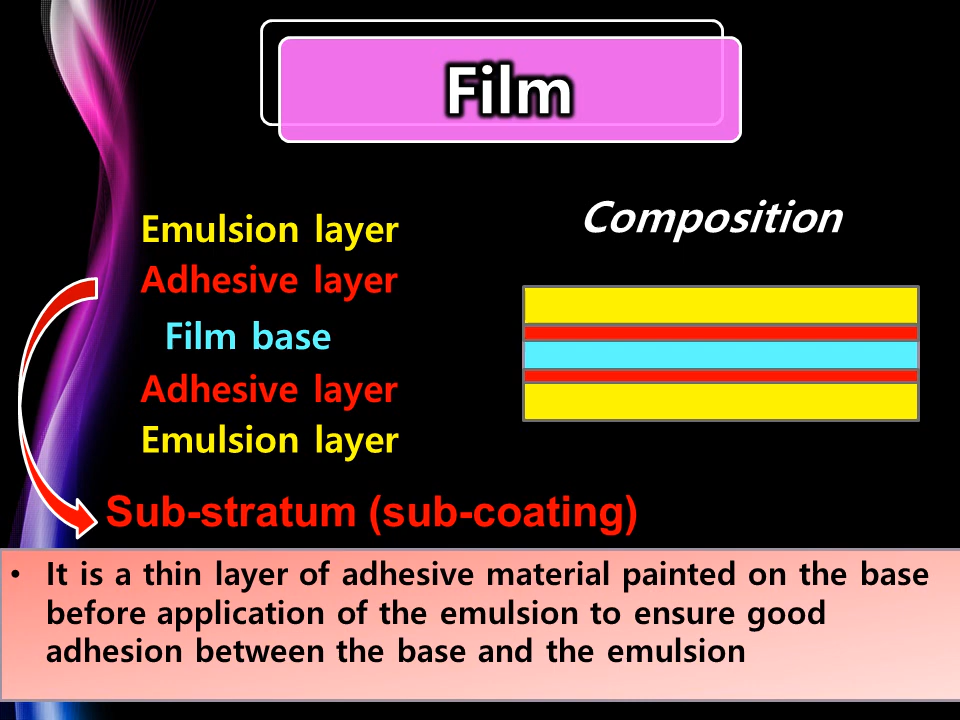 Film
Composition
Emulsion layer
Adhesive layer
Film base
Adhesive layer
Emulsion layer
Sub-stratum (sub-coating)
• It is a thin layer of adhesive material painted on the base
before application of the emulsion to ensure good
adhesion between the base and the emulsion